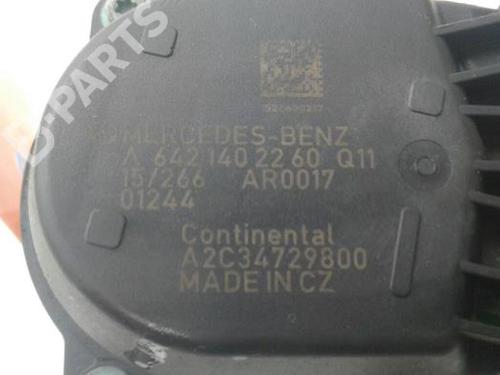 B-PARTS
MERCEDES-BENZ
A 642 140 22 60 Q11
15/266 AR0017
01244
Continental
A2C34729800
MADE IN CZ